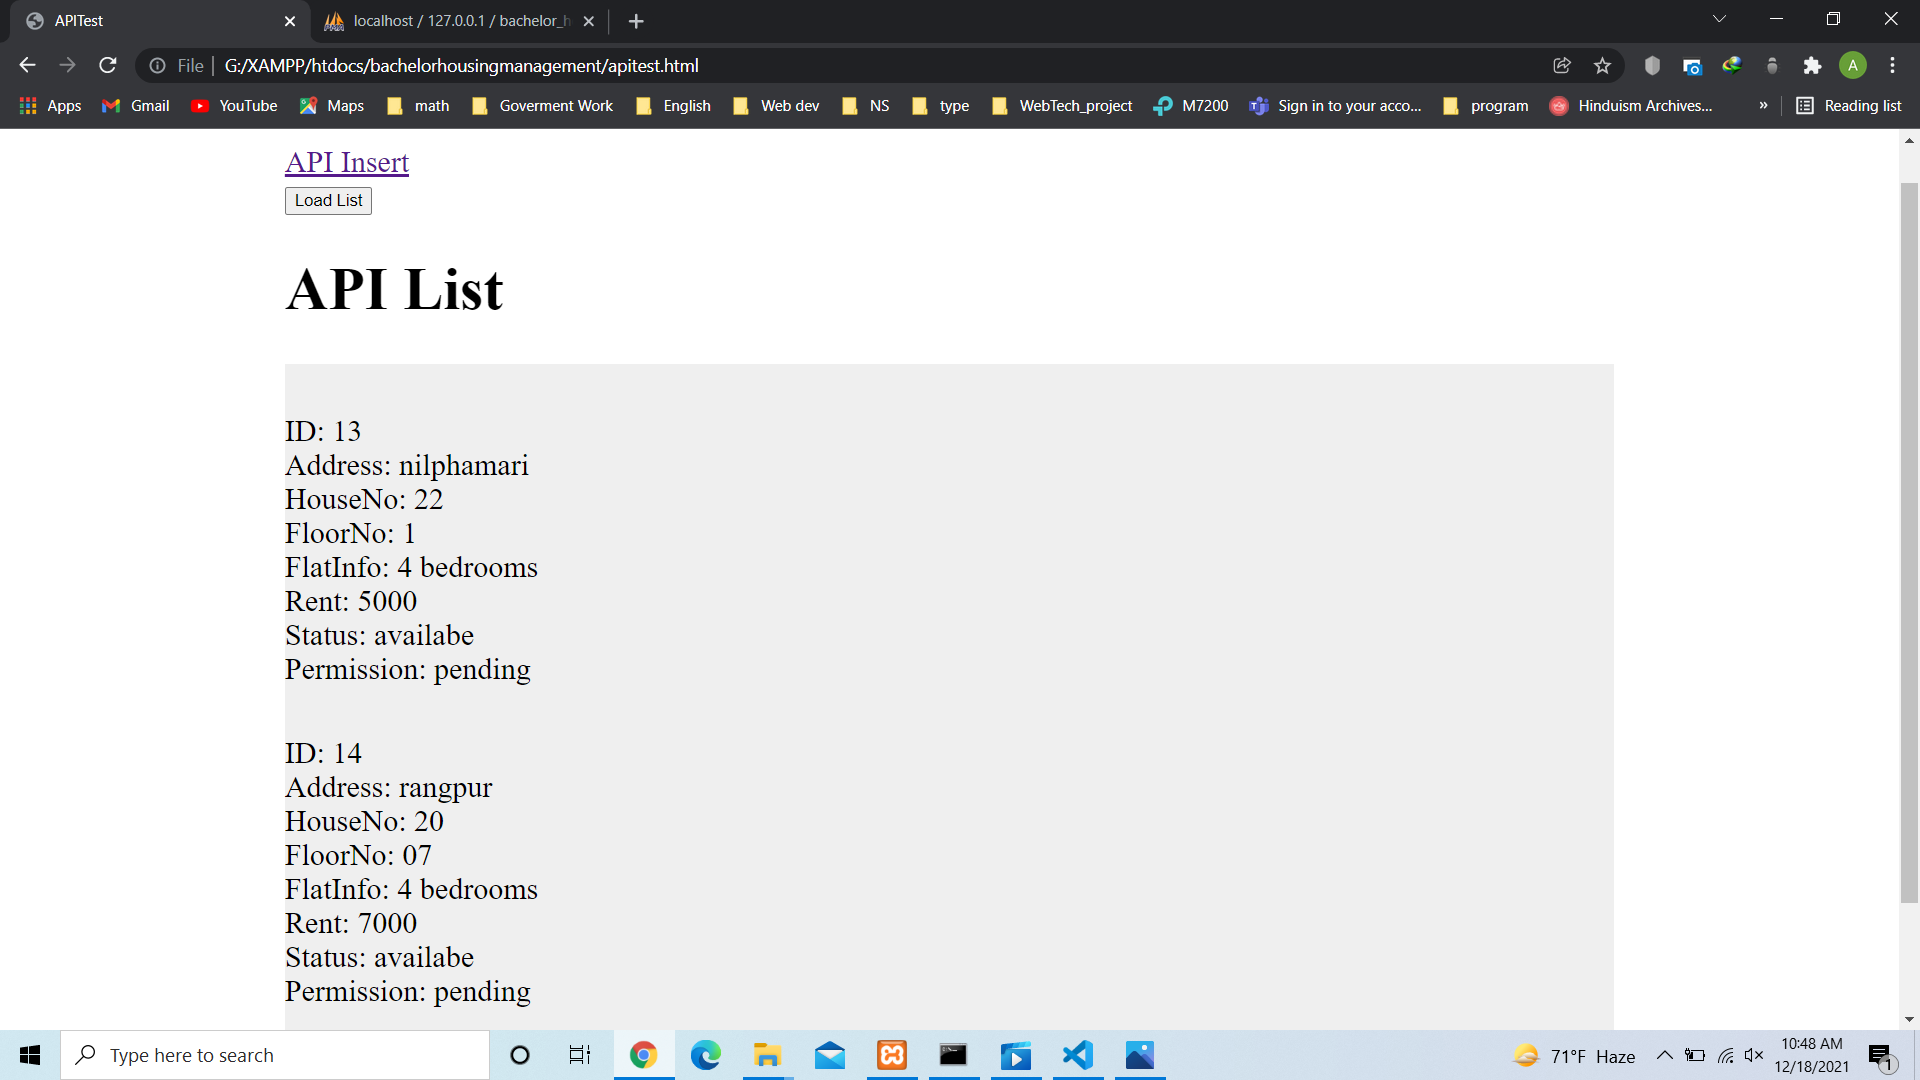 APITest
localhost / 127.0.0.1 / bachelor_h
File
G:/XAMPP/htdocs/bachelorhousingmanagement/apitest.html
A
Apps
Gmail
YouTube
Maps
math
Goverment Work
English
Web dev
NS
type
WebTech_project
M7200
Sign in to your acco...
program
Hinduism Archives...
»
Reading list
API Insert
Load List
API List
ID: 13
Address: nilphamari
HouseNo: 22
FloorNo: 1
FlatInfo: 4 bedrooms
Rent: 5000
Status: availabe
Permission: pending
ID: 14
Address: rangpur
HouseNo: 20
FloorNo: 07
FlatInfo: 4 bedrooms
Rent: 7000
Status: availabe
Permission: pending
Type here to search
71°F Haze
10:48 AM
12/18/2021
1